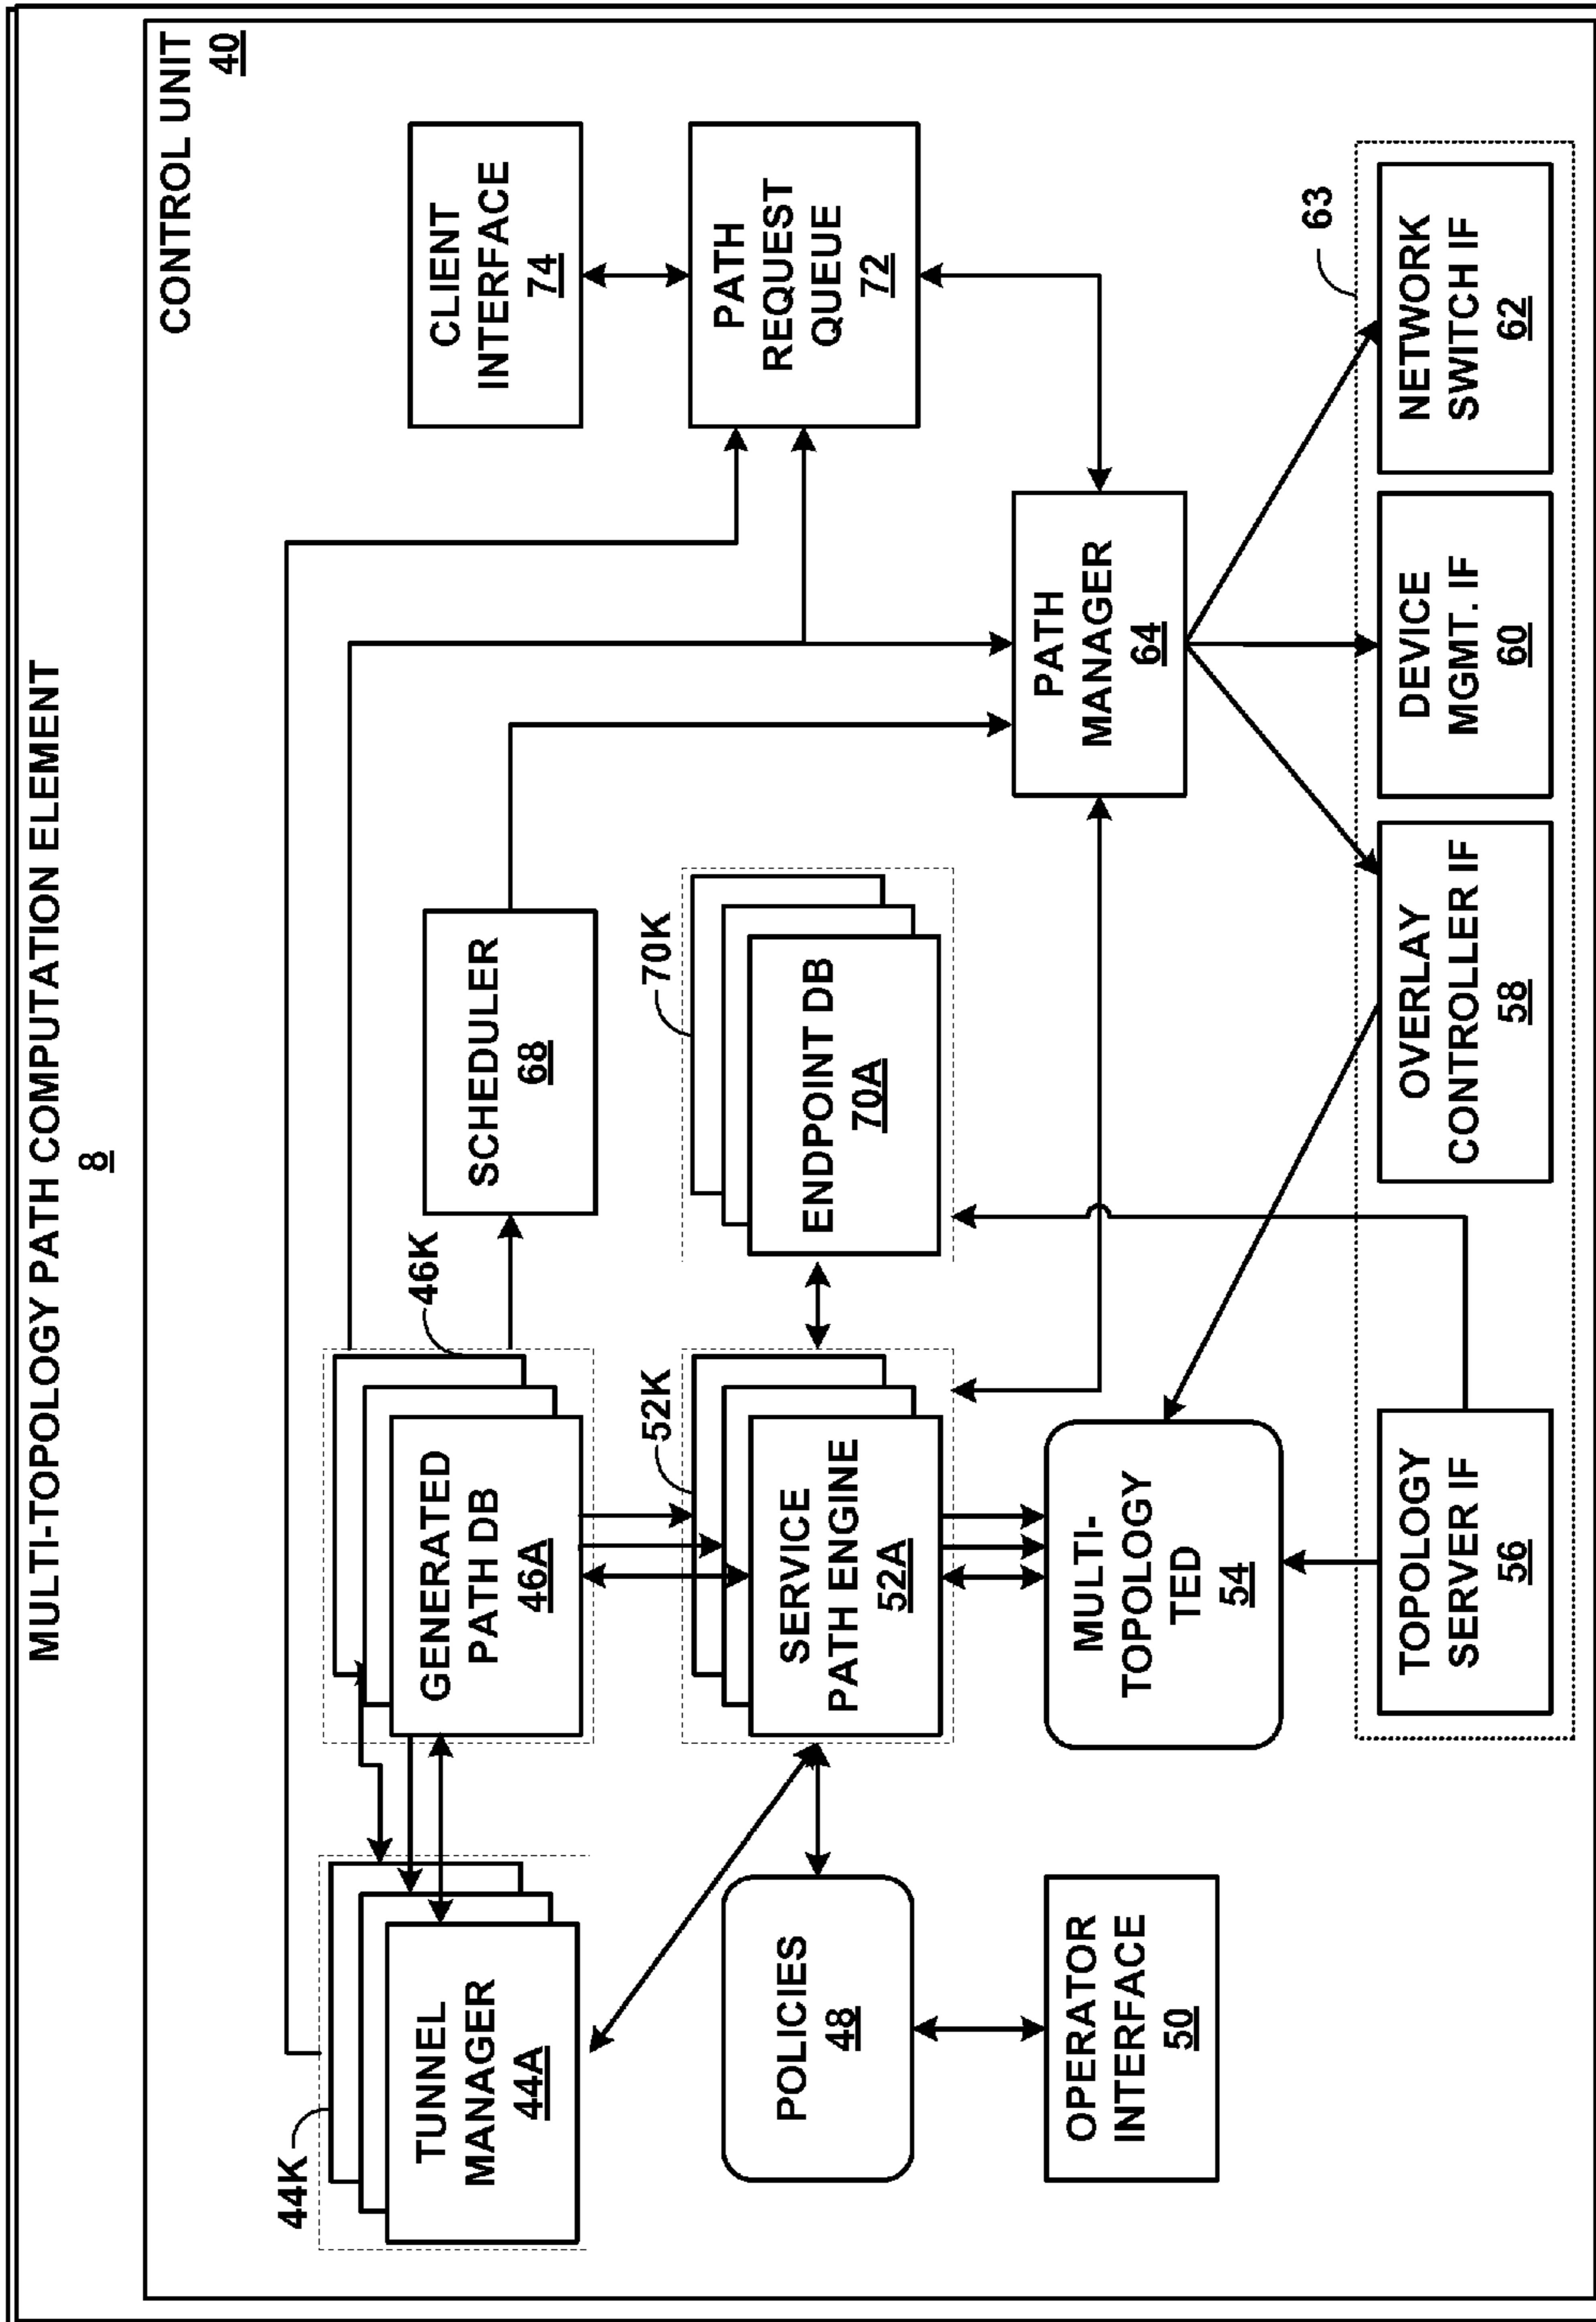 MULTI-TOPOLOGY PATH COMPUTATION ELEMENT
8
CONTROL UNIT
40
44K
TUNNEL
MANAGER
44A
46K
GENERATED
PATH DB
46A
SCHEDULER
68
CLIENT
INTERFACE
74
POLICIES
48
52K
SERVICE
PATH ENGINE
52A
70K
ENDPOINT DB
70A
PATH
REQUEST
QUEUE
72
OPERATOR
INTERFACE
50
MULTI-
TOPOLOGY
TED
54
PATH
MANAGER
64
63
TOPOLOGY
SERVER IF
56
OVERLAY
CONTROLLER IF
58
DEVICE
MGMT. IF
60
NETWORK
SWITCH IF
62